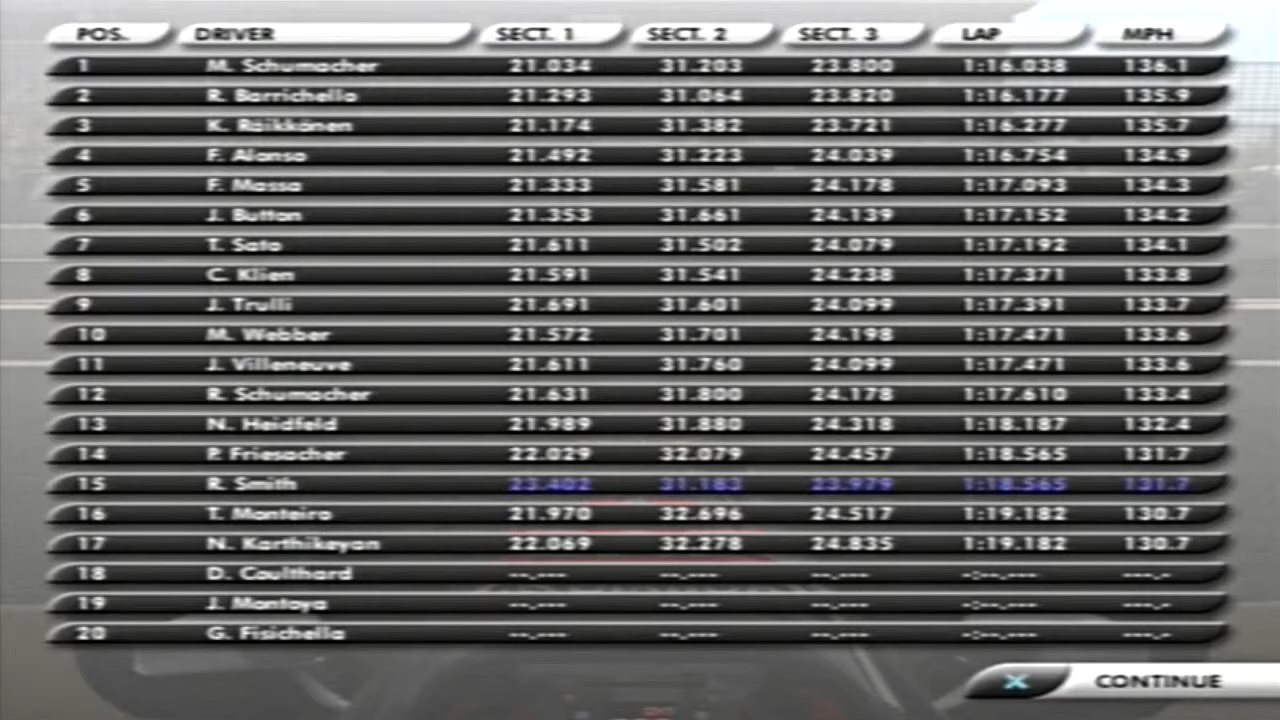 POS. DRIVER SECT. 1 SECT. 2 SECT. 3 LAP MPH
1 M. Schumacher 21.034 31.203 23.800 1:16.038 136.1
2 R. Barrichello 21.293 31.064 23.820 1:16.177 135.9
3 K. Räikkönen 21.174 31.382 23.721 1:16.277 135.7
4 F. Alonso 21.492 31.223 24.039 1:16.754 134.9
5 F. Massa 21.333 31.581 24.178 1:17.093 134.3
6 J. Button 21.353 31.661 24.139 1:17.152 134.2
7 T. Sato 21.611 31.502 24.079 1:17.192 134.1
8 C. Klien 21.591 31.541 24.238 1:17.371 133.8
9 J. Trulli 21.691 31.601 24.099 1:17.391 133.7
10 M. Webber 21.572 31.701 24.198 1:17.471 133.6
11 J. Villeneuve 21.611 31.760 24.099 1:17.471 133.6
12 R. Schumacher 21.631 31.800 24.178 1:17.610 133.4
13 N. Heidfeld 21.989 31.880 24.318 1:18.187 132.4
14 P. Friesacher 22.029 32.079 24.457 1:18.565 131.7
15 R. Smith 23.402 31.183 23.979 1:18.565 131.7
16 T. Monteiro 21.970 32.696 24.517 1:19.182 130.7
17 N. Karthikeyan 22.069 32.278 24.835 1:19.182 130.7
18 D. Coulthard --.--- --.--- --.--- -:--.--- ---.-
19 J. Montoya --.--- --.--- --.--- -:--.--- ---.-
20 G. Fisichella --.--- --.--- --.--- -:--.--- ---.-
CONTINUE